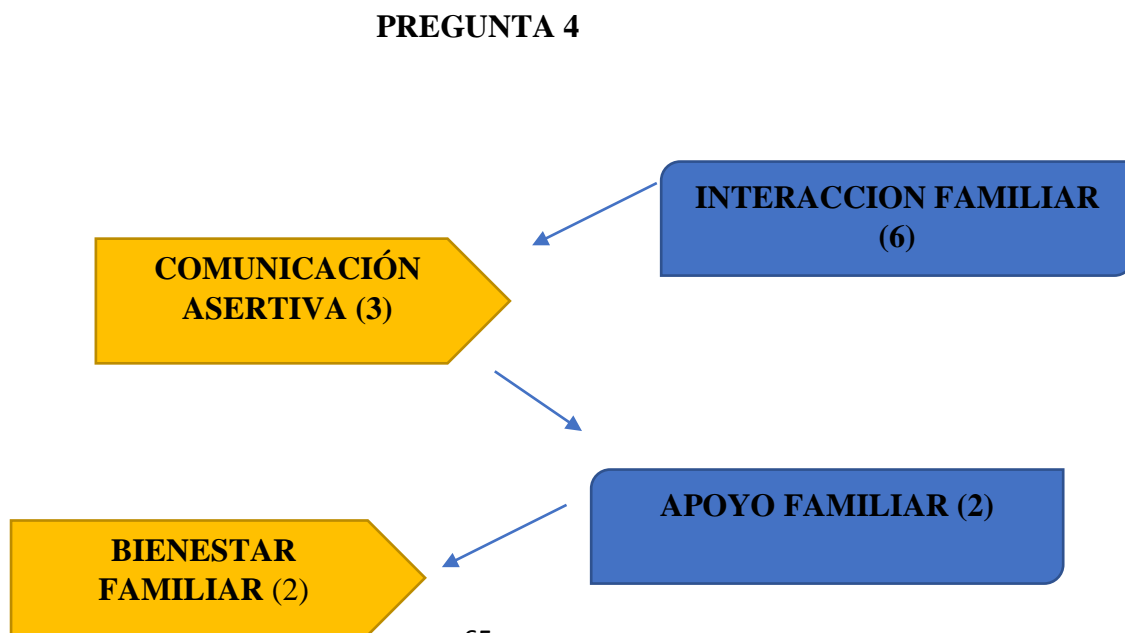 PREGUNTA 4
INTERACCION FAMILIAR
(6)
COMUNICACIÓN
ASERTIVA (3)
APOYO FAMILIAR (2)
BIENESTAR
FAMILIAR (2)